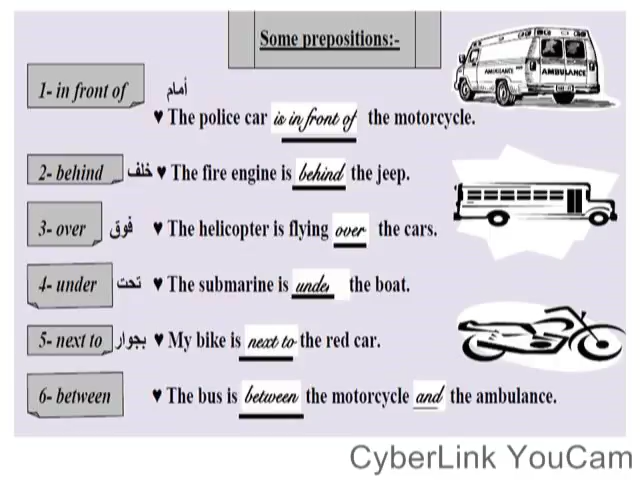 Some prepositions:-
AMBULANCE AMBULANCE
1- in front of أمام
♥ The police car is in front of the motorcycle.
2- behind خلف ♥ The fire engine is behind the jeep.
3- over فوق ♥ The helicopter is flying over the cars.
4- under تحت ♥ The submarine is under the boat.
5- next to بجوار ♥ My bike is next to the red car.
6- between ♥ The bus is between the motorcycle and the ambulance.
CyberLink YouCam